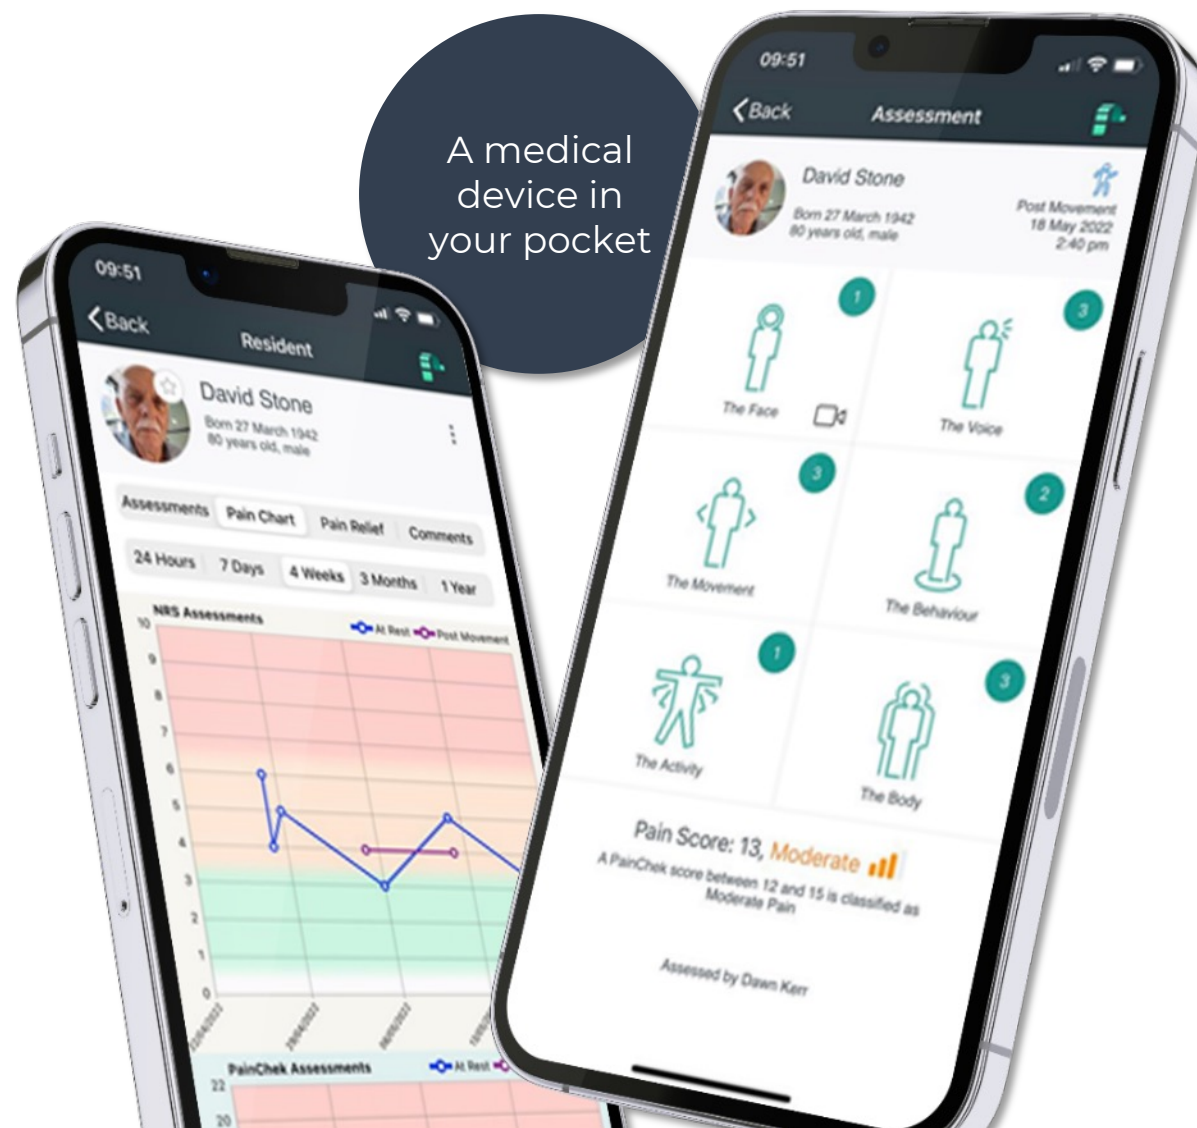 A medical
device in
your pocket
09:51
Back
Resident
David Stone
Born 27 March 1942
80 years old, male
Assessments
Pain Chart
Pain Relief
Comments
24 Hours
7 Days
4 Weeks
3 Months
1 Year
NRS Assessments
At Rest
Post Movement
10
9
8
7
6
5
4
3
2
1
0
22/04/2022
29/04/2022
PainChek Assessments
At Rest
22
20
09:51
Back
Assessment
David Stone
Born 27 March 1942
80 years old, male
Post Movement
18 May 2022
2:40 pm
1
The Face
3
The Voice
3
The Movement
2
The Behaviour
1
The Activity
3
The Body
Pain Score: 13, Moderate
A PainChek score between 12 and 15 is classified as
Moderate Pain
Assessed by Dawn Kerr